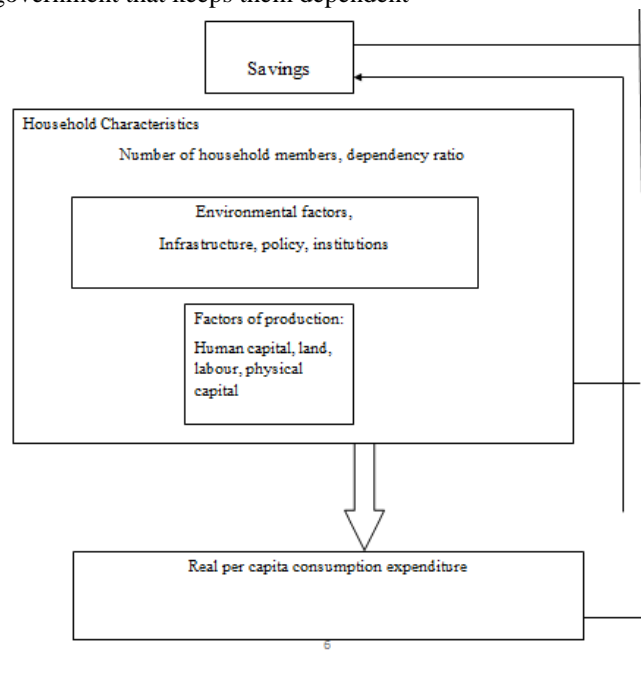 government that keeps them dependent
Savings
Household Characteristics
Number of household members, dependency ratio
Environmental factors,
Infrastructure, policy, institutions
Factors of production:
Human capital, land,
labour, physical
capital
Real per capita consumption expenditure
6